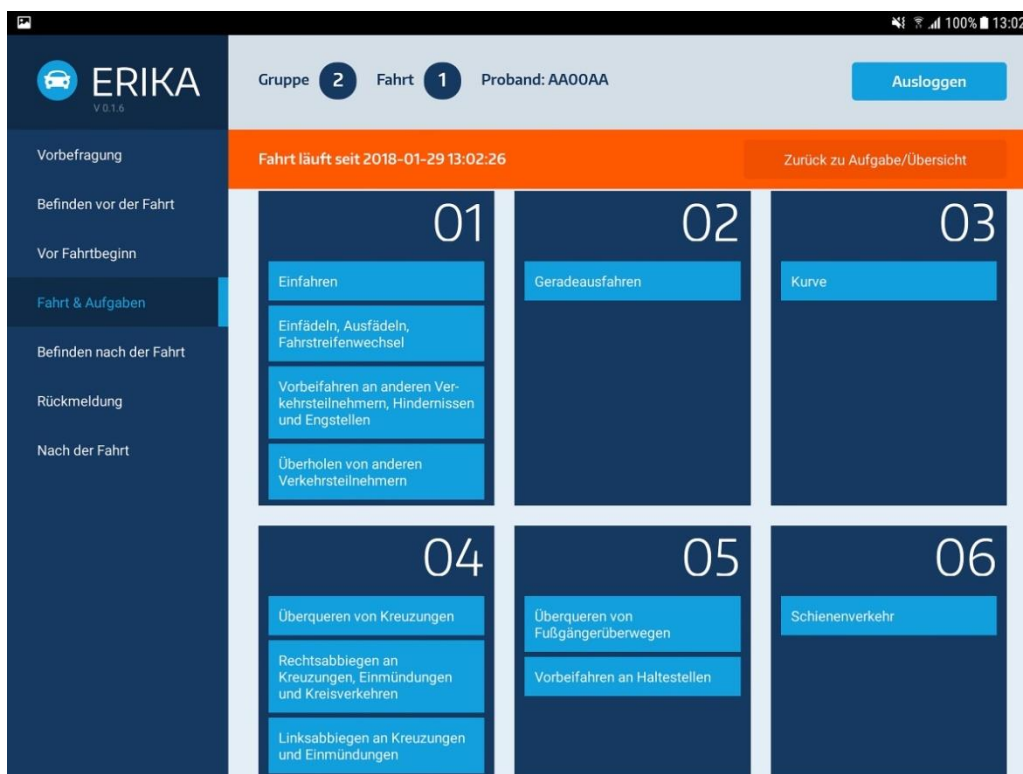 100% 13:02
ERIKA
V 0.1.6
Gruppe 2 Fahrt 1 Proband: AA00AA
Ausloggen
Vorbefragung
Befinden vor der Fahrt
Vor Fahrtbeginn
Fahrt & Aufgaben
Befinden nach der Fahrt
Rückmeldung
Nach der Fahrt
Fahrt läuft seit 2018-01-29 13:02:26
Zurück zu Aufgabe/Übersicht
01
Einfahren
Einfädeln, Ausfädeln,
Fahrstreifenwechsel
Vorbeifahren an anderen Ver-
kehrsteilnehmern, Hindernissen
und Engstellen
Überholen von anderen
Verkehrsteilnehmern
02
Geradeausfahren
03
Kurve
04
Überqueren von Kreuzungen
Rechtsabbiegen an
Kreuzungen, Einmündungen
und Kreisverkehren
Linksabbiegen an Kreuzungen
und Einmündungen
05
Überqueren von
Fußgängerüberwegen
Vorbeifahren an Haltestellen
06
Schienenverkehr